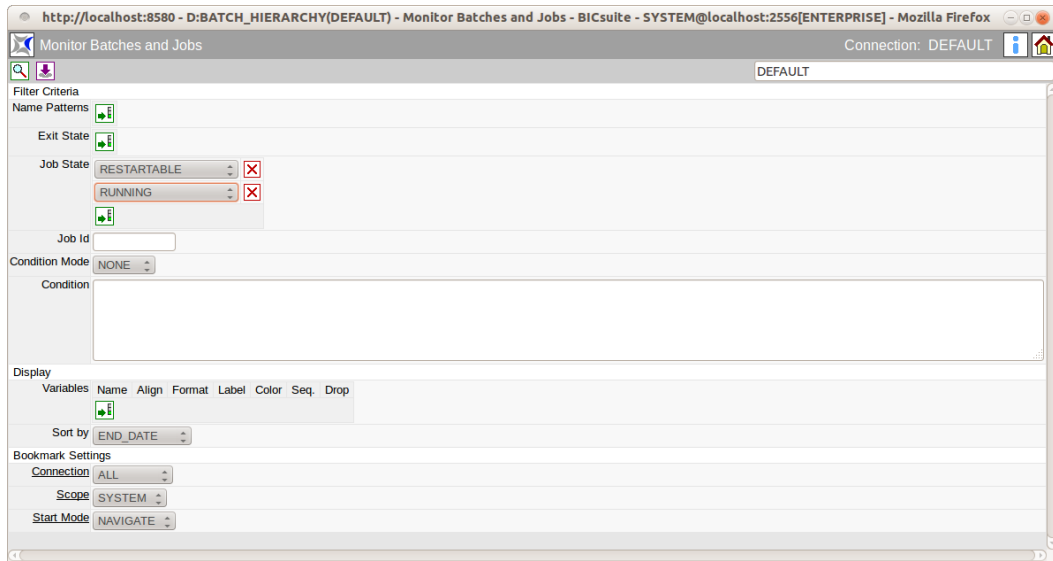 http://localhost:8580 - D:BATCH_HIERARCHY(DEFAULT) - Monitor Batches and Jobs - BICsuite - SYSTEM@localhost:2556[ENTERPRISE] - Mozilla Firefox
Monitor Batches and Jobs Connection: DEFAULT
DEFAULT
Filter Criteria
Name Patterns
Exit State
Job State RESTARTABLE
RUNNING
Job Id
Condition Mode NONE
Condition
Display
Variables Name Align Format Label Color Seq. Drop
Sort by END_DATE
Bookmark Settings
Connection ALL
Scope SYSTEM
Start Mode NAVIGATE